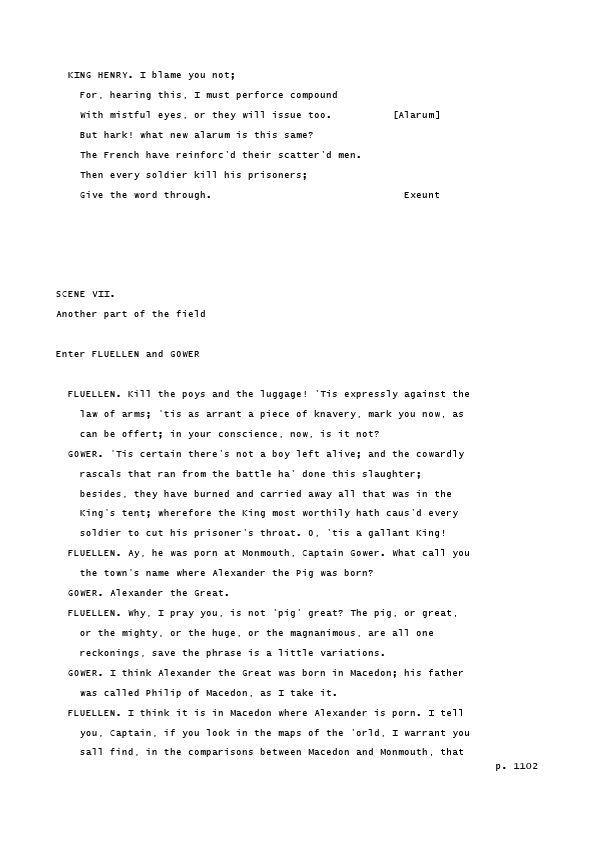 KING HENRY. I blame you not;
For, hearing this, I must perforce compound
With mistful eyes, or they will issue too. [Alarum]
But hark! what new alarum is this same?
The French have reinforc'd their scatter'd men.
Then every soldier kill his prisoners;
Give the word through. Exeunt
SCENE VII.
Another part of the field
Enter FLUELLEN and GOWER
FLUELLEN. Kill the poys and the luggage! 'Tis expressly against the
law of arms; 'tis as arrant a piece of knavery, mark you now, as
can be offert; in your conscience, now, is it not?
GOWER. 'Tis certain there's not a boy left alive; and the cowardly
rascals that ran from the battle ha' done this slaughter;
besides, they have burned and carried away all that was in the
King's tent; wherefore the King most worthily hath caus'd every
soldier to cut his prisoner's throat. O, 'tis a gallant King!
FLUELLEN. Ay, he was porn at Monmouth, Captain Gower. What call you
the town's name where Alexander the Pig was born?
GOWER. Alexander the Great.
FLUELLEN. Why, I pray you, is not 'pig' great? The pig, or great,
or the mighty, or the huge, or the magnanimous, are all one
reckonings, save the phrase is a little variations.
GOWER. I think Alexander the Great was born in Macedon; his father
was called Philip of Macedon, as I take it.
FLUELLEN. I think it is in Macedon where Alexander is porn. I tell
you, Captain, if you look in the maps of the 'orld, I warrant you
sall find, in the comparisons between Macedon and Monmouth, that
p. 1102